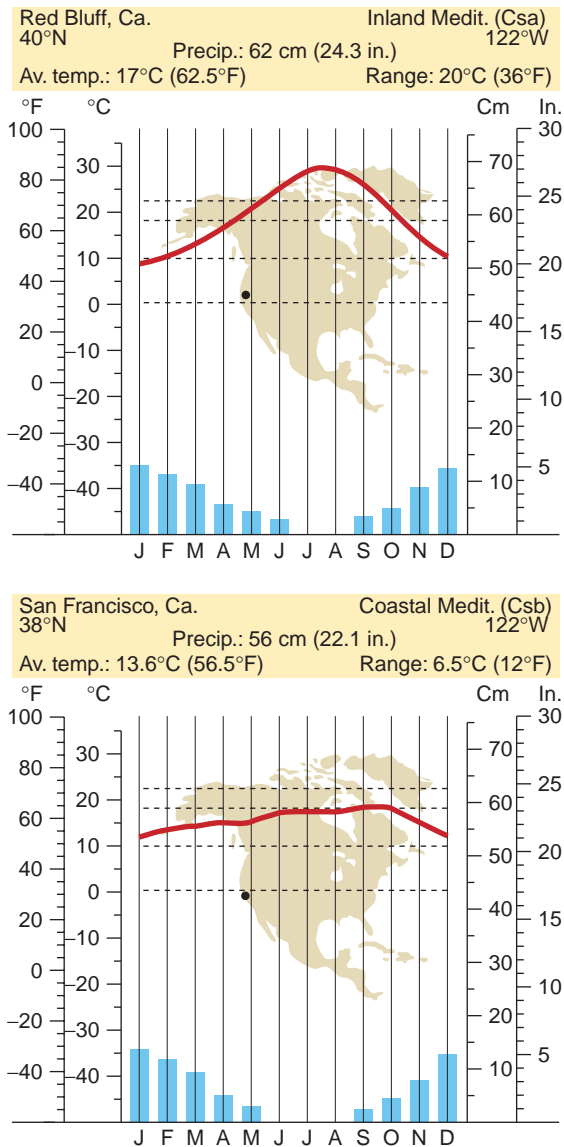 Red Bluff, Ca. Inland Medit. (Csa)
40°N 122°W
Precip.: 62 cm (24.3 in.)
Av. temp.: 17°C (62.5°F) Range: 20°C (36°F)
°F °C Cm In.
100 30
30 70
80 25
20 60
60
10 50 20
40
0 40
20 15
–10
30
0 10
–20
20
–20
–30
5
–40 10
–40
J F M A M J J A S O N D
San Francisco, Ca. Coastal Medit. (Csb)
38°N 122°W
Precip.: 56 cm (22.1 in.)
Av. temp.: 13.6°C (56.5°F) Range: 6.5°C (12°F)
°F °C Cm In.
100 30
30 70
80 25
20 60
60
10 50 20
40
0 40
20 15
–10
30
0 10
–20
20
–20
–30
5
–40 10
–40
J F M A M J J A S O N D